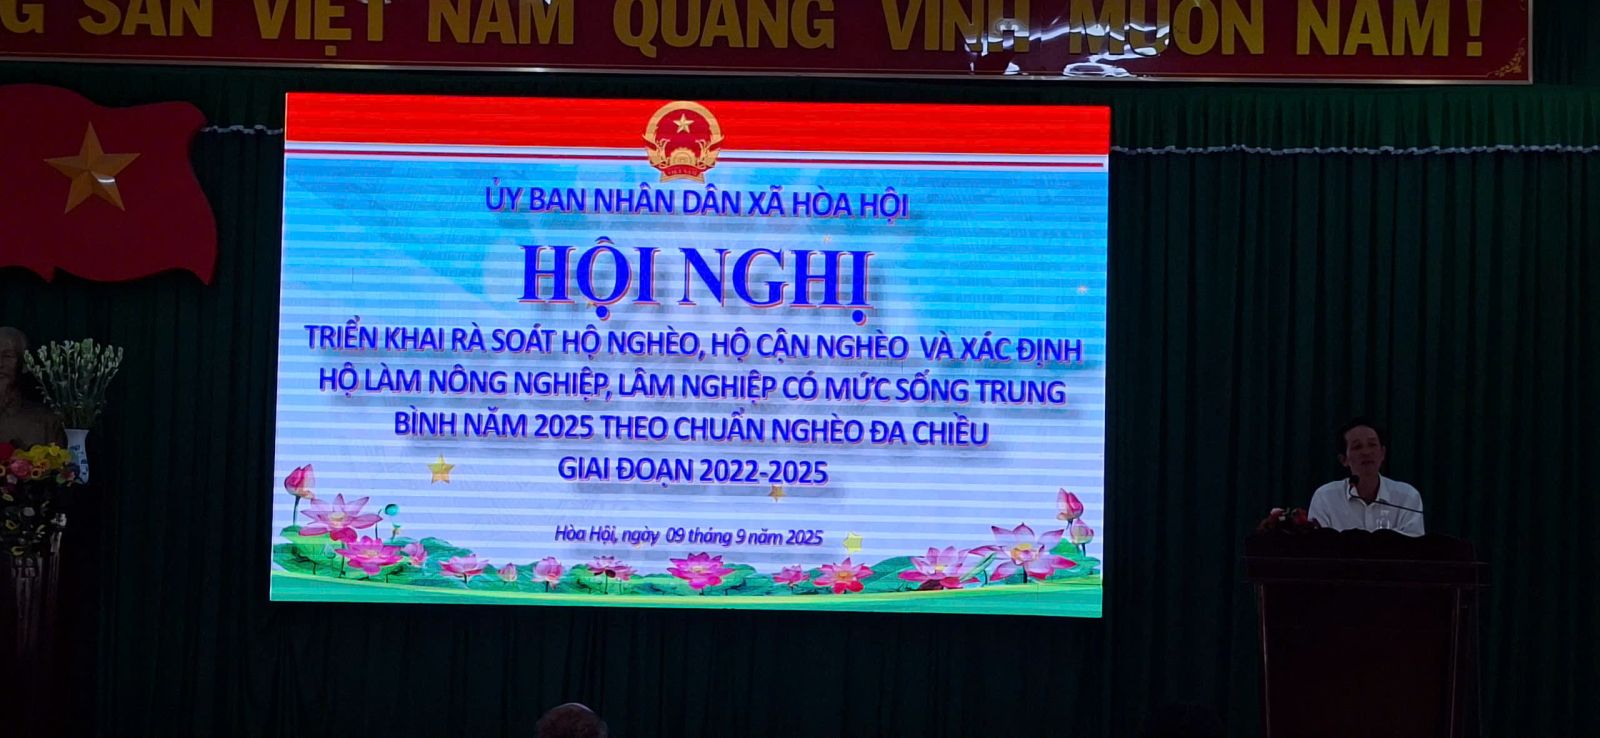 G SẢN VIỆT NAM QUANG VINH MUÔN NĂM!
ỦY BAN NHÂN DÂN XÃ HÒA HỘI
HỘI NGHỊ
TRIỂN KHAI RÀ SOÁT HỘ NGHÈO, HỘ CẬN NGHÈO VÀ XÁC ĐỊNH
HỘ LÀM NÔNG NGHIỆP, LÂM NGHIỆP CÓ MỨC SỐNG TRUNG
BÌNH NĂM 2025 THEO CHUẨN NGHÈO ĐA CHIỀU
GIAI ĐOẠN 2022-2025
Hòa Hội, ngày 09 tháng 9 năm 2025